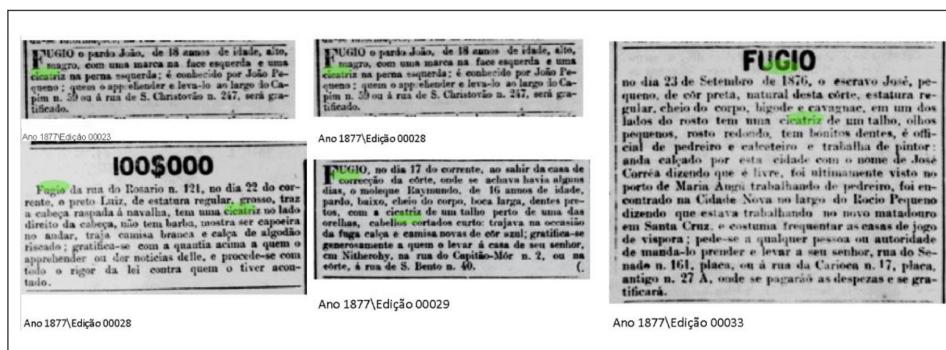 FUGIO o pardo João, de 18 annos de idade, alto,
magro, com uma marca na face esquerda e uma
cicatriz na perna esquerda; é conhecido por João Pe-
queno; quem o apprehender e leva-lo ao largo do Ca-
pim n. 59 ou á rua de S. Christovão n. 247, será gra-
tificado.
Ano 1877\Edição 00023
FUGIO o pardo João, de 18 annos de idade, alto,
magro, com uma marca na face esquerda e uma
cicatriz na perna esquerda; é conhecido por João Pe-
queno; quem o apprehender e leva-lo ao largo do Ca-
pim n. 59 ou á rua de S. Christovão n. 247, será gra-
tificado.
Ano 1877\Edição 00028
100$000
Fugio da rua do Rosario n. 121, no dia 22 do cor-
rente, o preto Luiz, de estatura regular, grosso, traz
a cabeça raspada á navalha, tem uma cicatriz no lado
direito da cabeça, não tem barba, mostra ser capoeira
no andar, traja camisa branca e calça de algodão
riscado; gratifica-se com a quantia acima a quem o
apprehender ou der noticias delle, e procede-se com
todo o rigor da lei contra quem o tiver acou-
tado.
Ano 1877\Edição 00028
FUGIO, no dia 17 do corrente, ao sahir da casa de
correcção da côrte, onde se achava havia alguns
dias, o moleque Raymundo, de 16 annos de idade,
pardo, baixo, cheio do corpo, boca larga, dentes pre-
tos, com a cicatriz de um talho perto de uma das
orelhas, cabellos cortados curto: trajava na occasião
da fuga calça e camisa novas de côr azul; gratifica-se
generosamente a quem o levar á casa de seu senhor,
em Nitherohy, na rua do Capitão-Mór n. 2, ou na
côrte, á rua de S. Bento n. 40. (.
Ano 1877\Edição 00029
FUGIO
no dia 23 de Setembro de 1876, o escravo José, pe-
queno, de côr preta, natural desta côrte, estatura re-
gular, cheio do corpo, bigode e cavagnac, em um dos
lados do rosto tem uma cicatriz de um talho, olhos
pequenos, rosto redondo, tem bonitos dentes, é offi-
cial de pedreiro e calceteiro e trabalha de pintor:
anda calçado por esta cidade com o nome de José
Corrêa dizendo que é livre, foi ultimamente visto no
porto de Maria Angú trabalhando de pedreiro, foi en-
contrado na Cidade Nova no largo do Rocio Pequeno
dizendo que estava trabalhando no novo matadouro
em Santa Cruz, e costuma frequentar as casas de jogo
de vispora; pede-se a qualquer pessoa ou autoridade
de manda-lo prender e levar a seu senhor, rua do Se-
nado n. 161, placa, ou á rua da Carioca n. 17, placa,
antigo n. 27 A, onde se pagaráõ as despezas e se gra-
tificará.
Ano 1877\Edição 00033